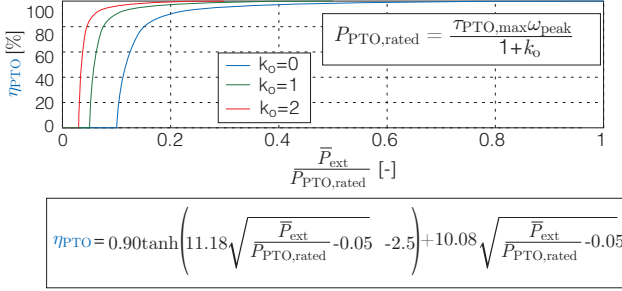 100
80
60
40
20
0
η_PTO [%]
k_o=0
k_o=1
k_o=2
P_PTO,rated = τ_PTO,max ω_peak / 1+k_o
0 0.2 0.4 0.6 0.8 1
P̅_ext / P_PTO,rated [-]
η_PTO = 0.90tanh(11.18√(P̅_ext / P_PTO,rated -0.05) -2.5)+10.08√(P̅_ext / P_PTO,rated -0.05)